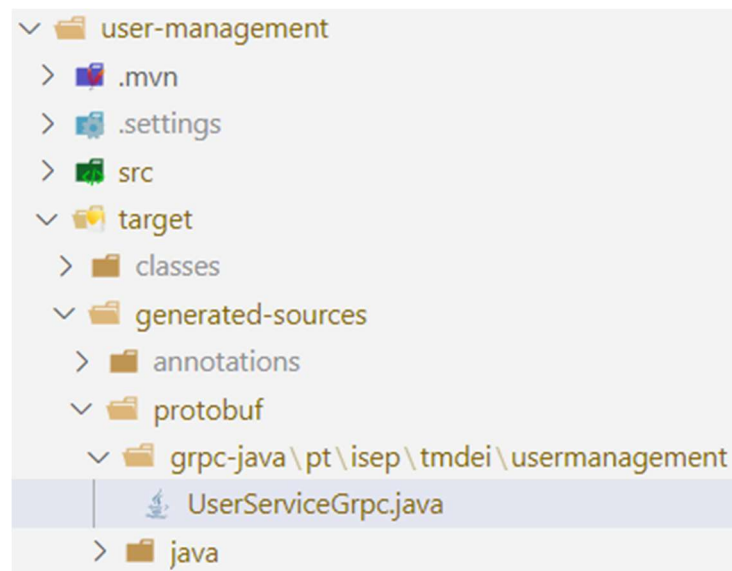 user-management
.mvn
.settings
src
target
classes
generated-sources
annotations
protobuf
grpc-java\pt\isep\tmdei\usermanagement
UserServiceGrpc.java
java